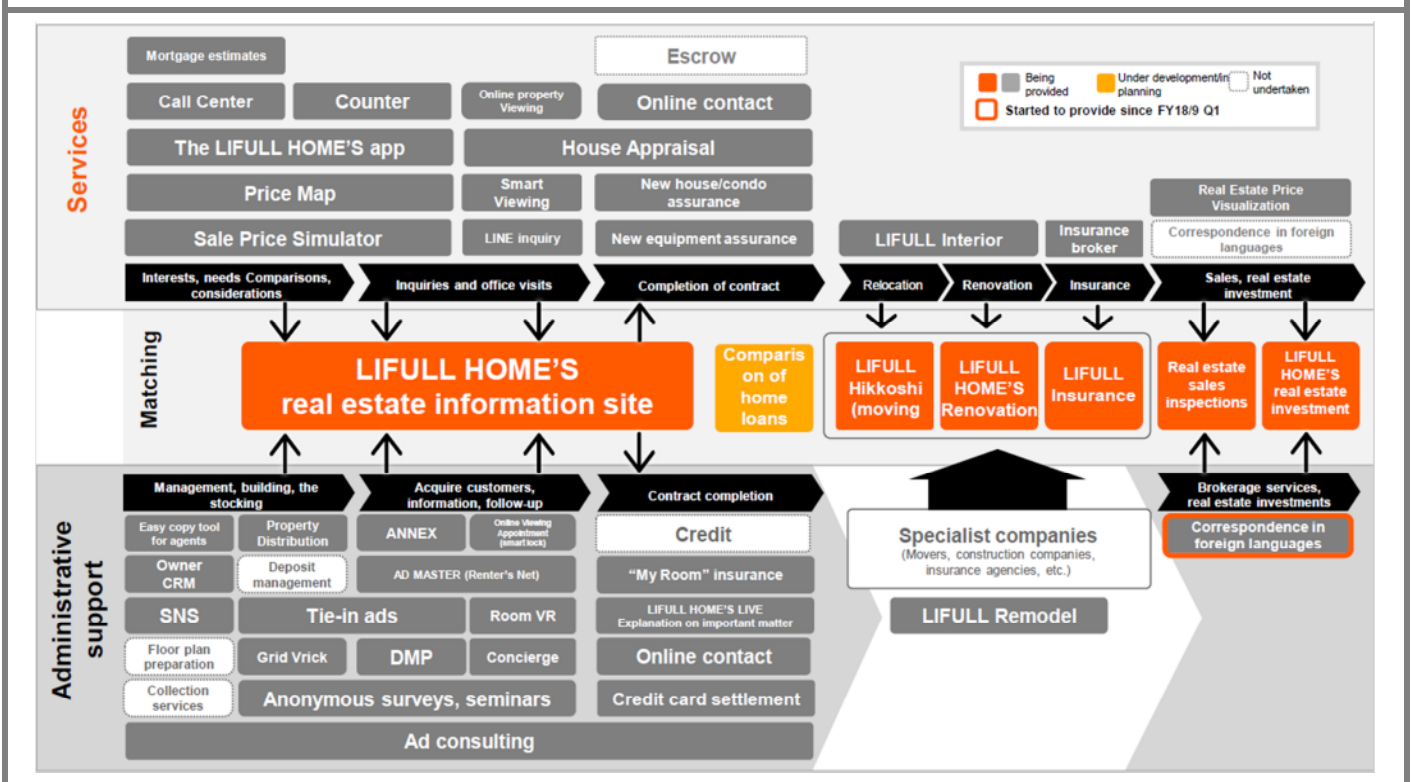 Services
Mortgage estimates
Escrow
Call Center
Counter
Online property
Viewing
Online contact
The LIFULL HOME'S app
House Appraisal
Price Map
Smart
Viewing
New house/condo
assurance
Sale Price Simulator
LINE inquiry
New equipment assurance
LIFULL Interior
Insurance
broker
Real Estate Price
Visualization
Correspondence in foreign
languages
Being
provided
Under development/in
planning
Not
undertaken
Started to provide since FY18/9 Q1
Interests, needs Comparisons,
considerations
Inquiries and office visits
Completion of contract
Relocation
Renovation
Insurance
Sales, real estate
investment
Matching
LIFULL HOME'S
real estate information site
Comparis
on of
home
loans
LIFULL
Hikkoshi
(moving
LIFULL
HOME'S
Renovation
LIFULL
Insurance
Real estate
sales
inspections
LIFULL
HOME'S
real estate
investment
Administrative
support
Management, building, the
stocking
Acquire customers,
information, follow-up
Contract completion
Brokerage services,
real estate investments
Easy copy tool
for agents
Property
Distribution
ANNEX
Online Viewing
Appointment
(smart lock)
Credit
Owner
CRM
Deposit
management
AD MASTER (Renter's Net)
"My Room" insurance
SNS
Tie-in ads
Room VR
LIFULL HOME'S LIVE
Explanation on important matter
Floor plan
preparation
Grid Vrick
DMP
Concierge
Online contact
Collection
services
Anonymous surveys, seminars
Credit card settlement
Ad consulting
Specialist companies
(Movers, construction companies,
insurance agencies, etc.)
LIFULL Remodel
Correspondence in
foreign languages